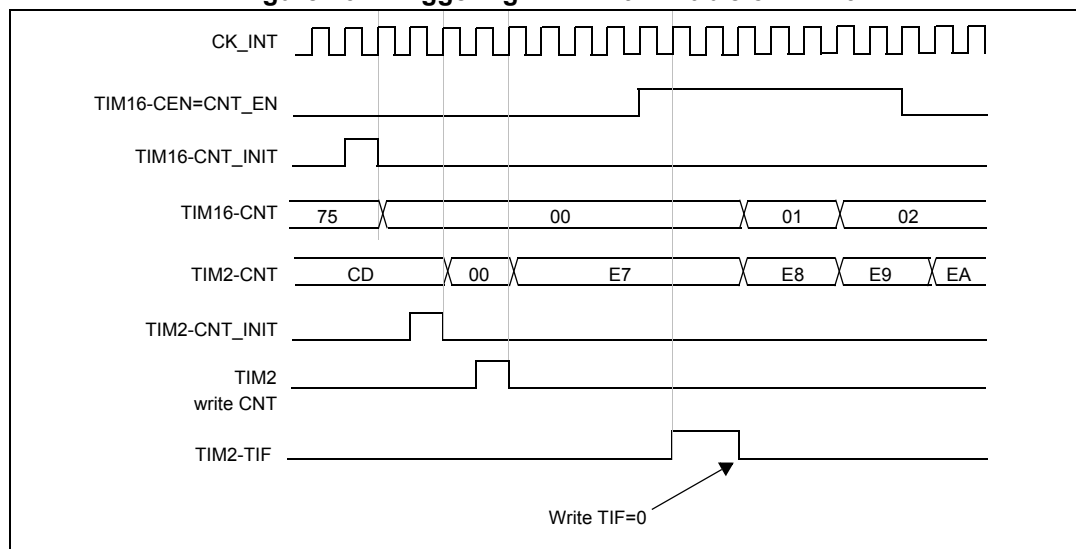 CK_INT
TIM16-CEN=CNT_EN
TIM16-CNT_INIT
TIM16-CNT 75 00 01 02
TIM2-CNT CD 00 E7 E8 E9 EA
TIM2-CNT_INIT
TIM2
write CNT
TIM2-TIF
Write TIF=0